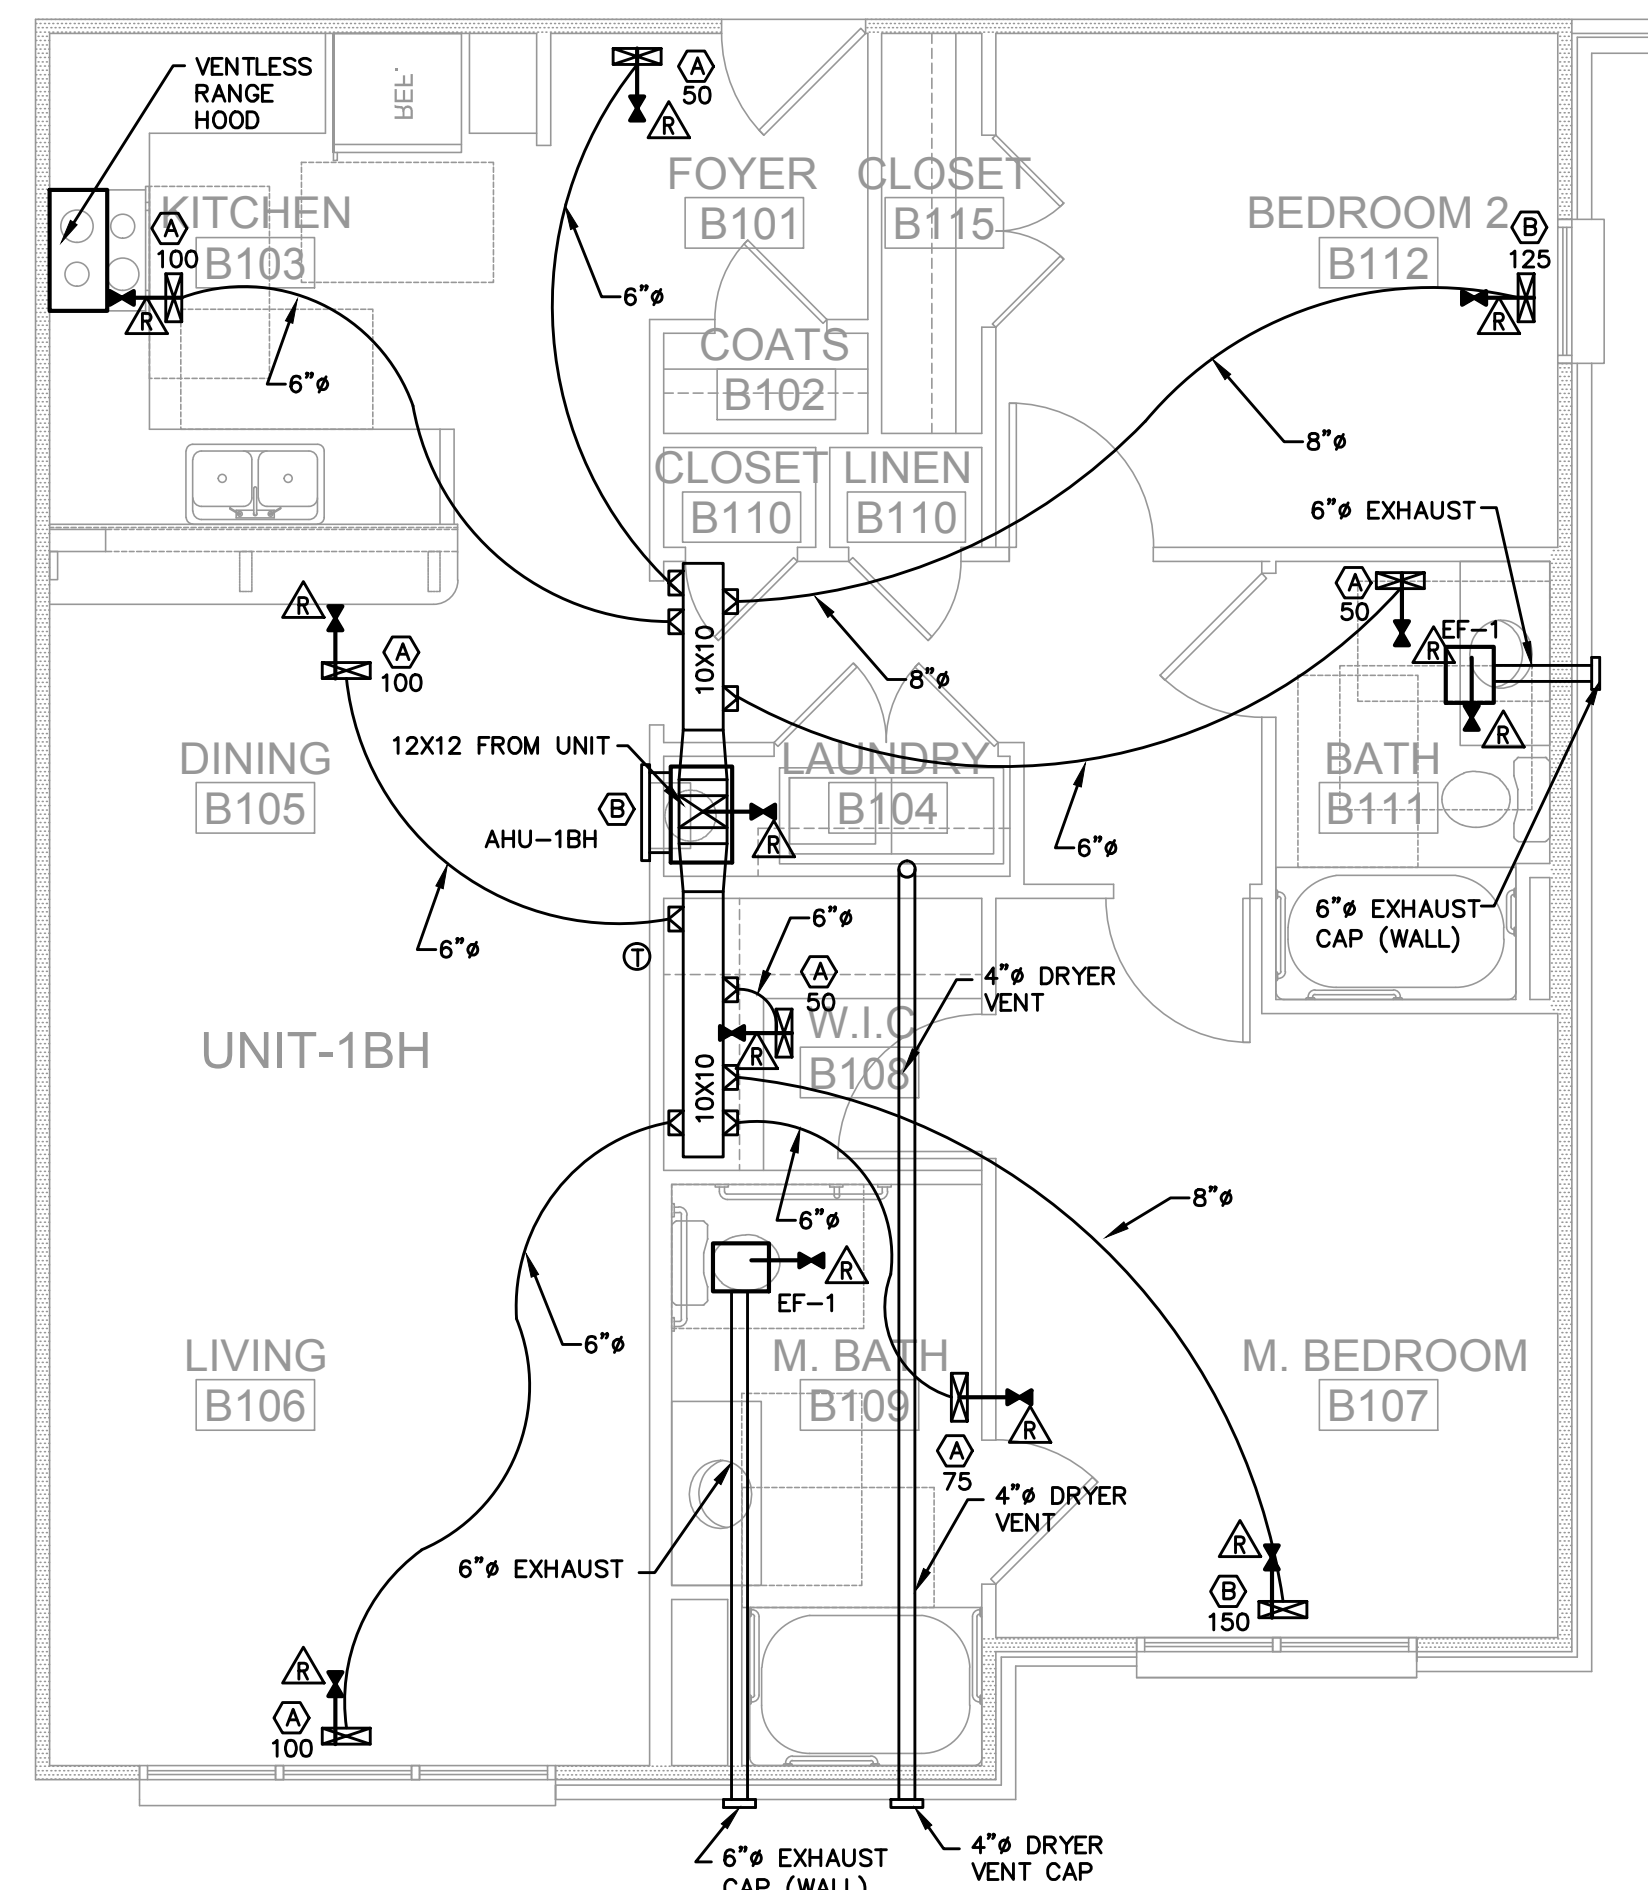 VENTLESS
RANGE
HOOD
REF.
A
50
R
FOYER
B101
CLOSET
B115
KITCHEN
B103
A
100
R
6"ø
6"ø
BEDROOM 2
B112
B
125
R
COATS
B102
8"ø
CLOSET
B110
LINEN
B110
6"ø EXHAUST
R
A
100
10X10
8"ø
A
50
EF-1
R
R
DINING
B105
12X12 FROM UNIT
B
AHU-1BH
R
LAUNDRY
B104
6"ø
BATH
B111
6"ø
6"ø
T
A
50
R
4"ø DRYER
VENT
6"ø EXHAUST
CAP (WALL)
UNIT-1BH
W.I.C
B108
10X10
6"ø
8"ø
R
EF-1
6"ø
LIVING
B106
M. BATH
B109
M. BEDROOM
B107
R
A
75
4"ø DRYER
VENT
6"ø EXHAUST
R
B
150
R
A
100
6"ø EXHAUST
CAP (WALL)
4"ø DRYER
VENT CAP